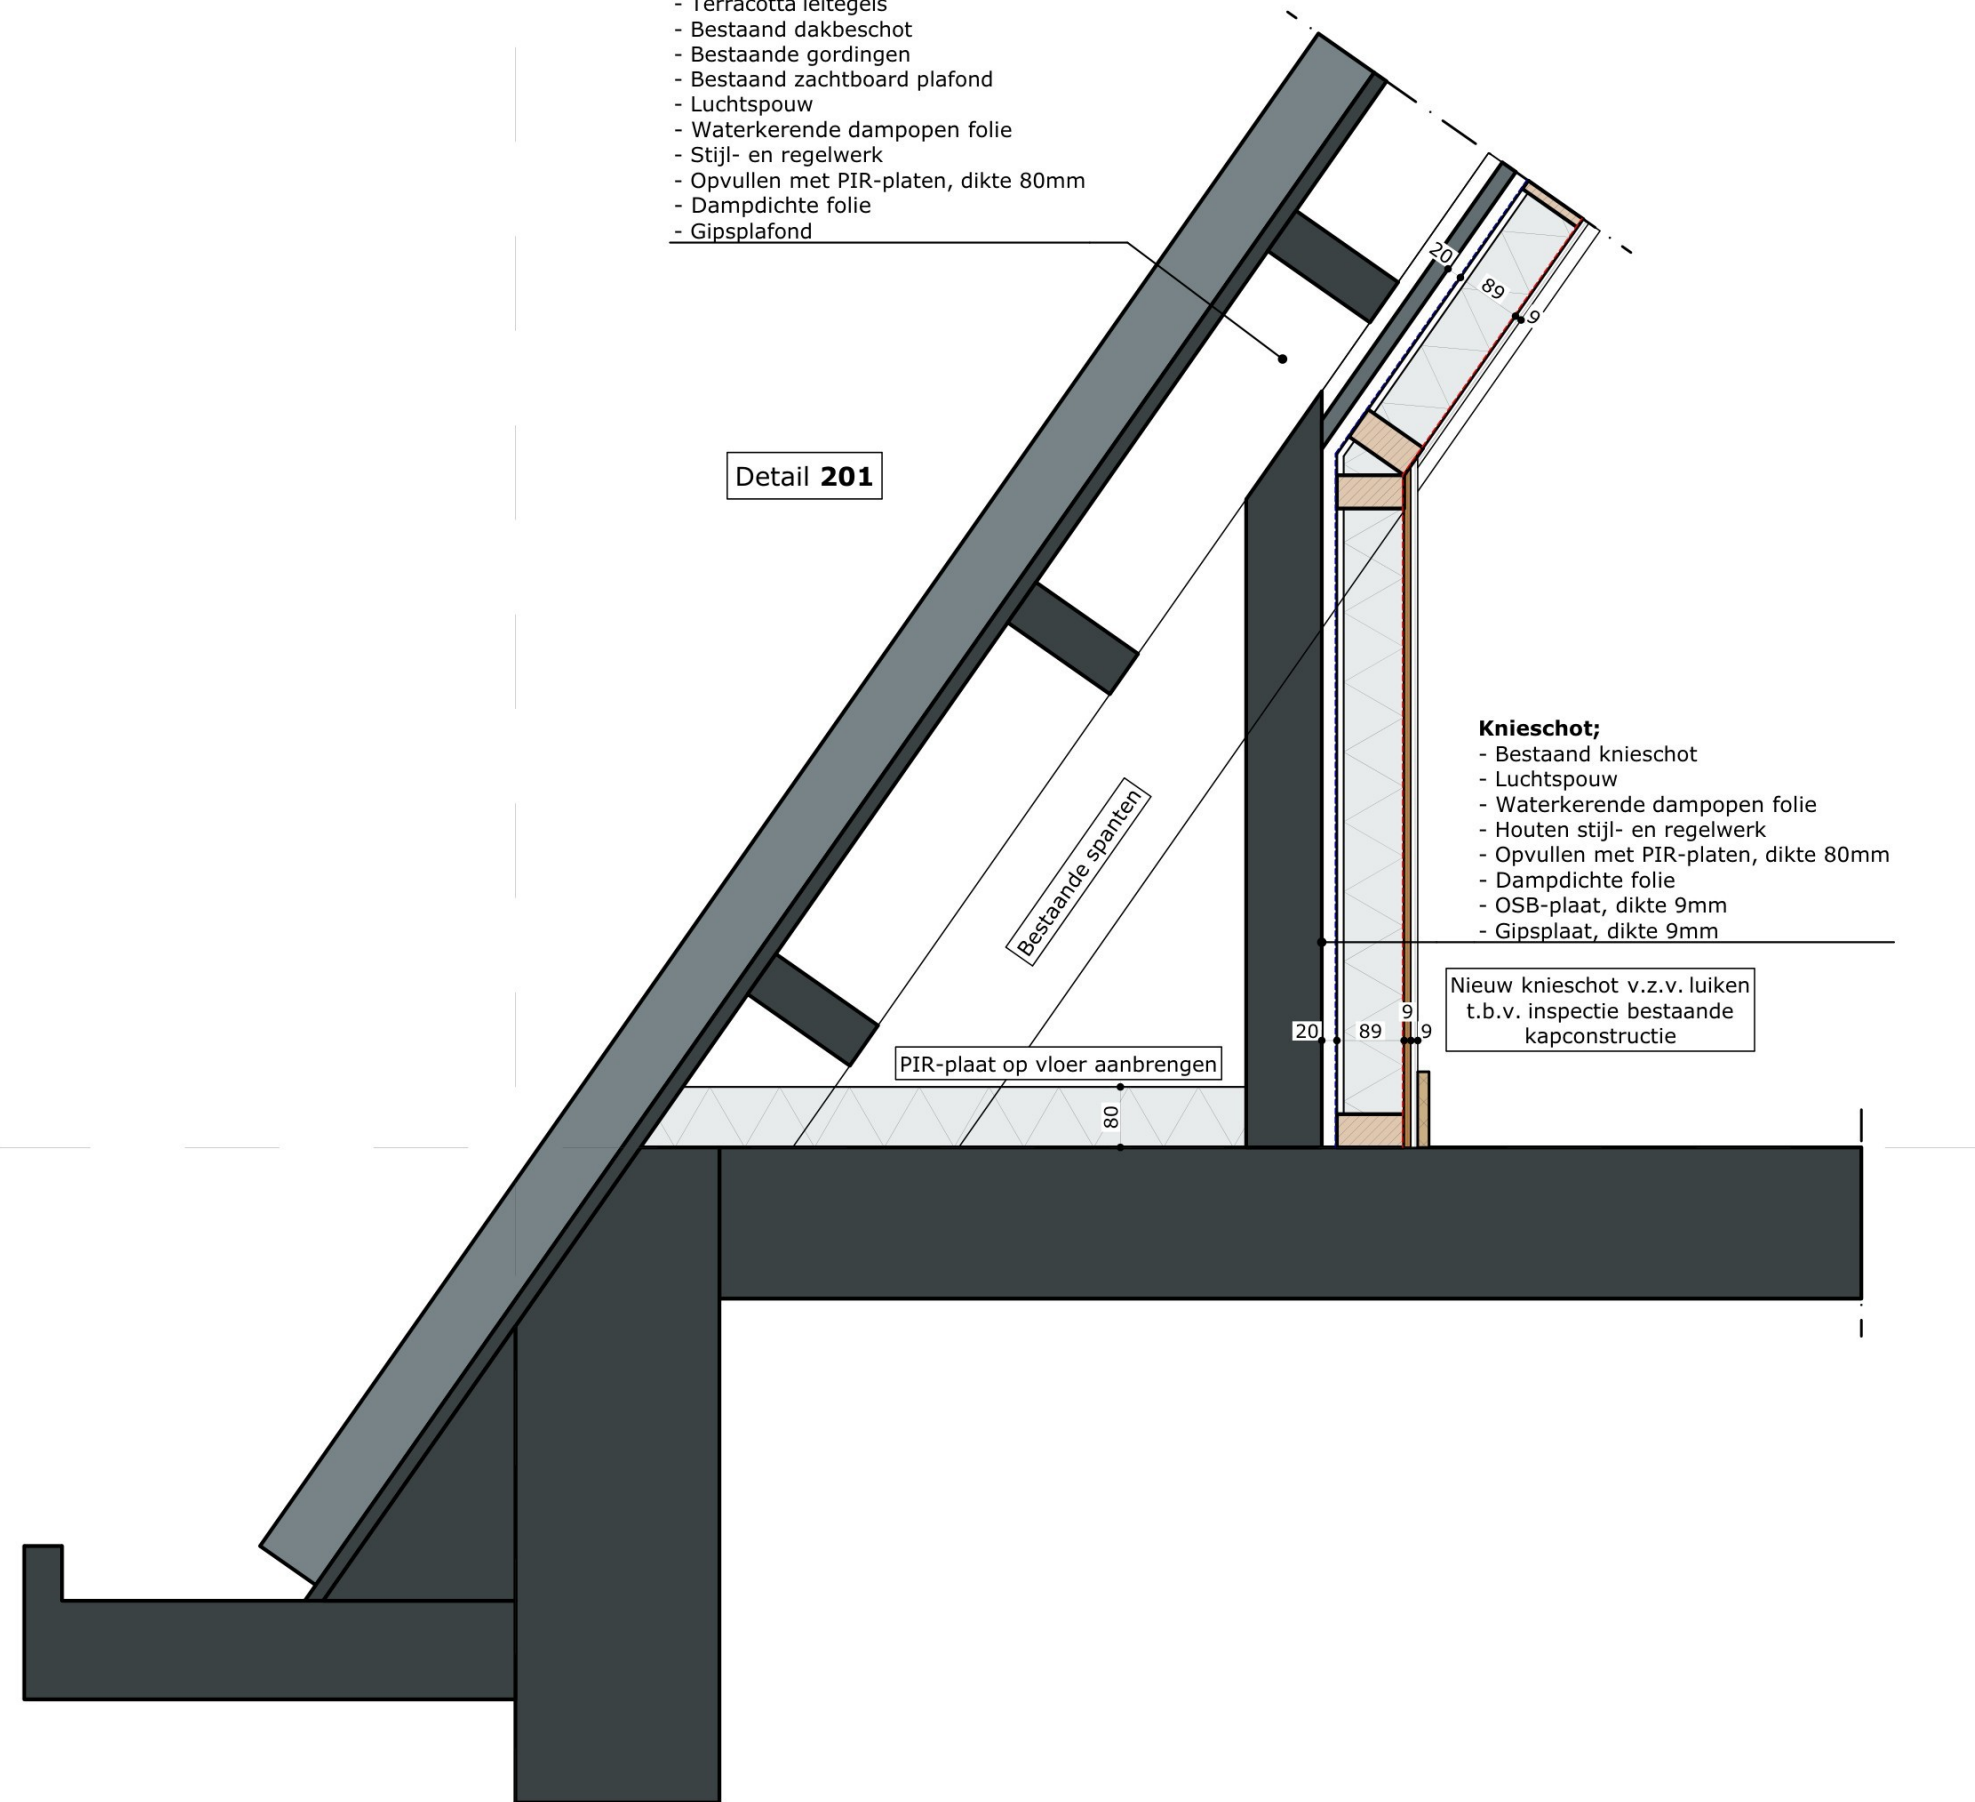 - Terracotta leitegels
- Bestaand dakbeschot
- Bestaande gordingen
- Bestaand zachtboard plafond
- Luchtspouw
- Waterkerende dampopen folie
- Stijl- en regelwerk
- Opvullen met PIR-platen, dikte 80mm
- Dampdichte folie
- Gipsplafond
20
89
9
Detail 201
Knieschot;
- Bestaand knieschot
- Luchtspouw
- Waterkerende dampopen folie
- Houten stijl- en regelwerk
- Opvullen met PIR-platen, dikte 80mm
- Dampdichte folie
- OSB-plaat, dikte 9mm
- Gipsplaat, dikte 9mm
Bestaande spanten
Nieuw knieschot v.z.v. luiken
t.b.v. inspectie bestaande
kapconstructie
9
20 89 9
PIR-plaat op vloer aanbrengen
80